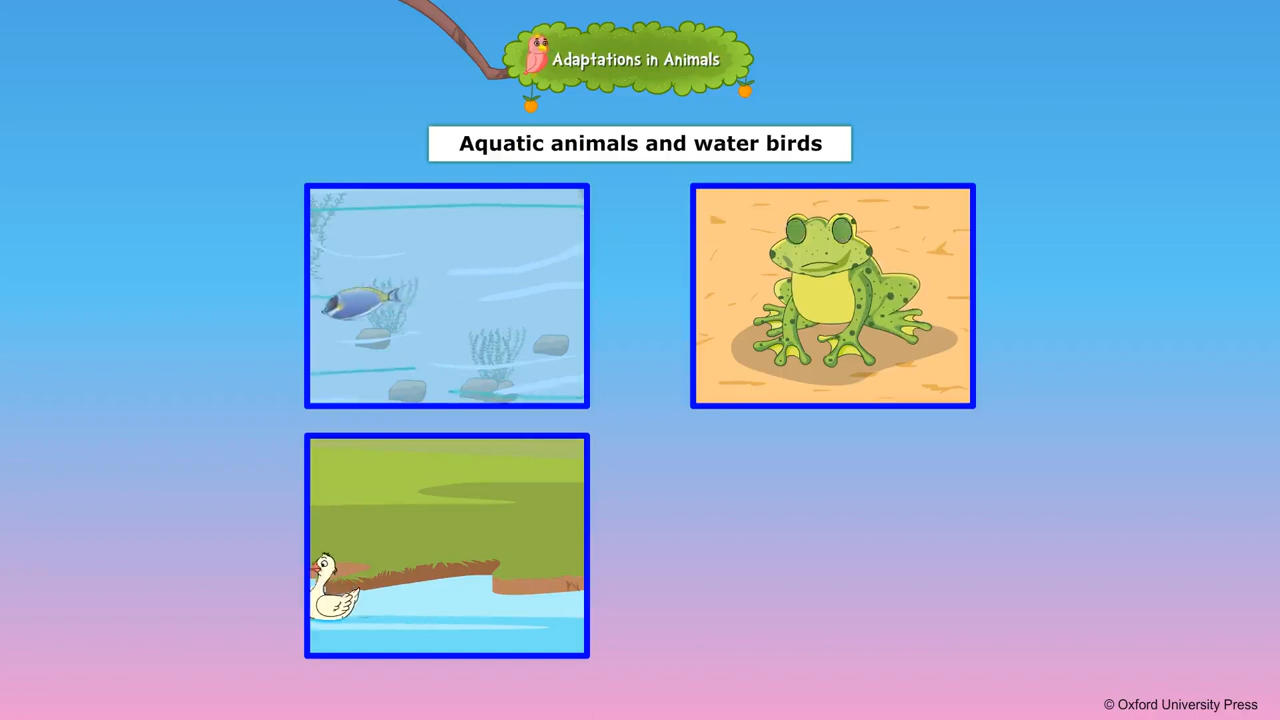 Adaptations in Animals
Aquatic animals and water birds
© Oxford University Press